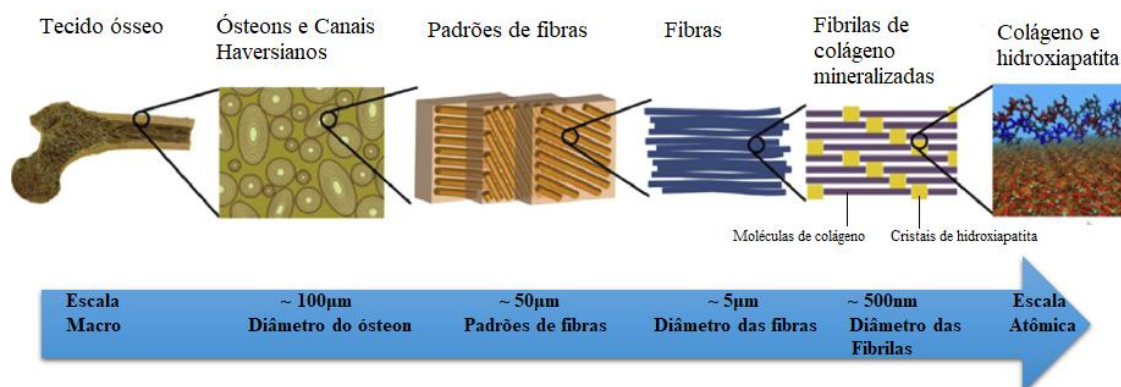 Tecido ósseo
Ósteons e Canais
Haversianos
Padrões de fibras
Fibras
Fibrilas de
colágeno
mineralizadas
Colágeno e
hidroxiapatita
Moléculas de colágeno
Cristais de hidroxiapatita
Escala
Macro
~ 100µm
Diâmetro do ósteon
~ 50µm
Padrões de fibras
~ 5µm
Diâmetro das fibras
~ 500nm
Diâmetro das
Fibrilas
Escala
Atômica